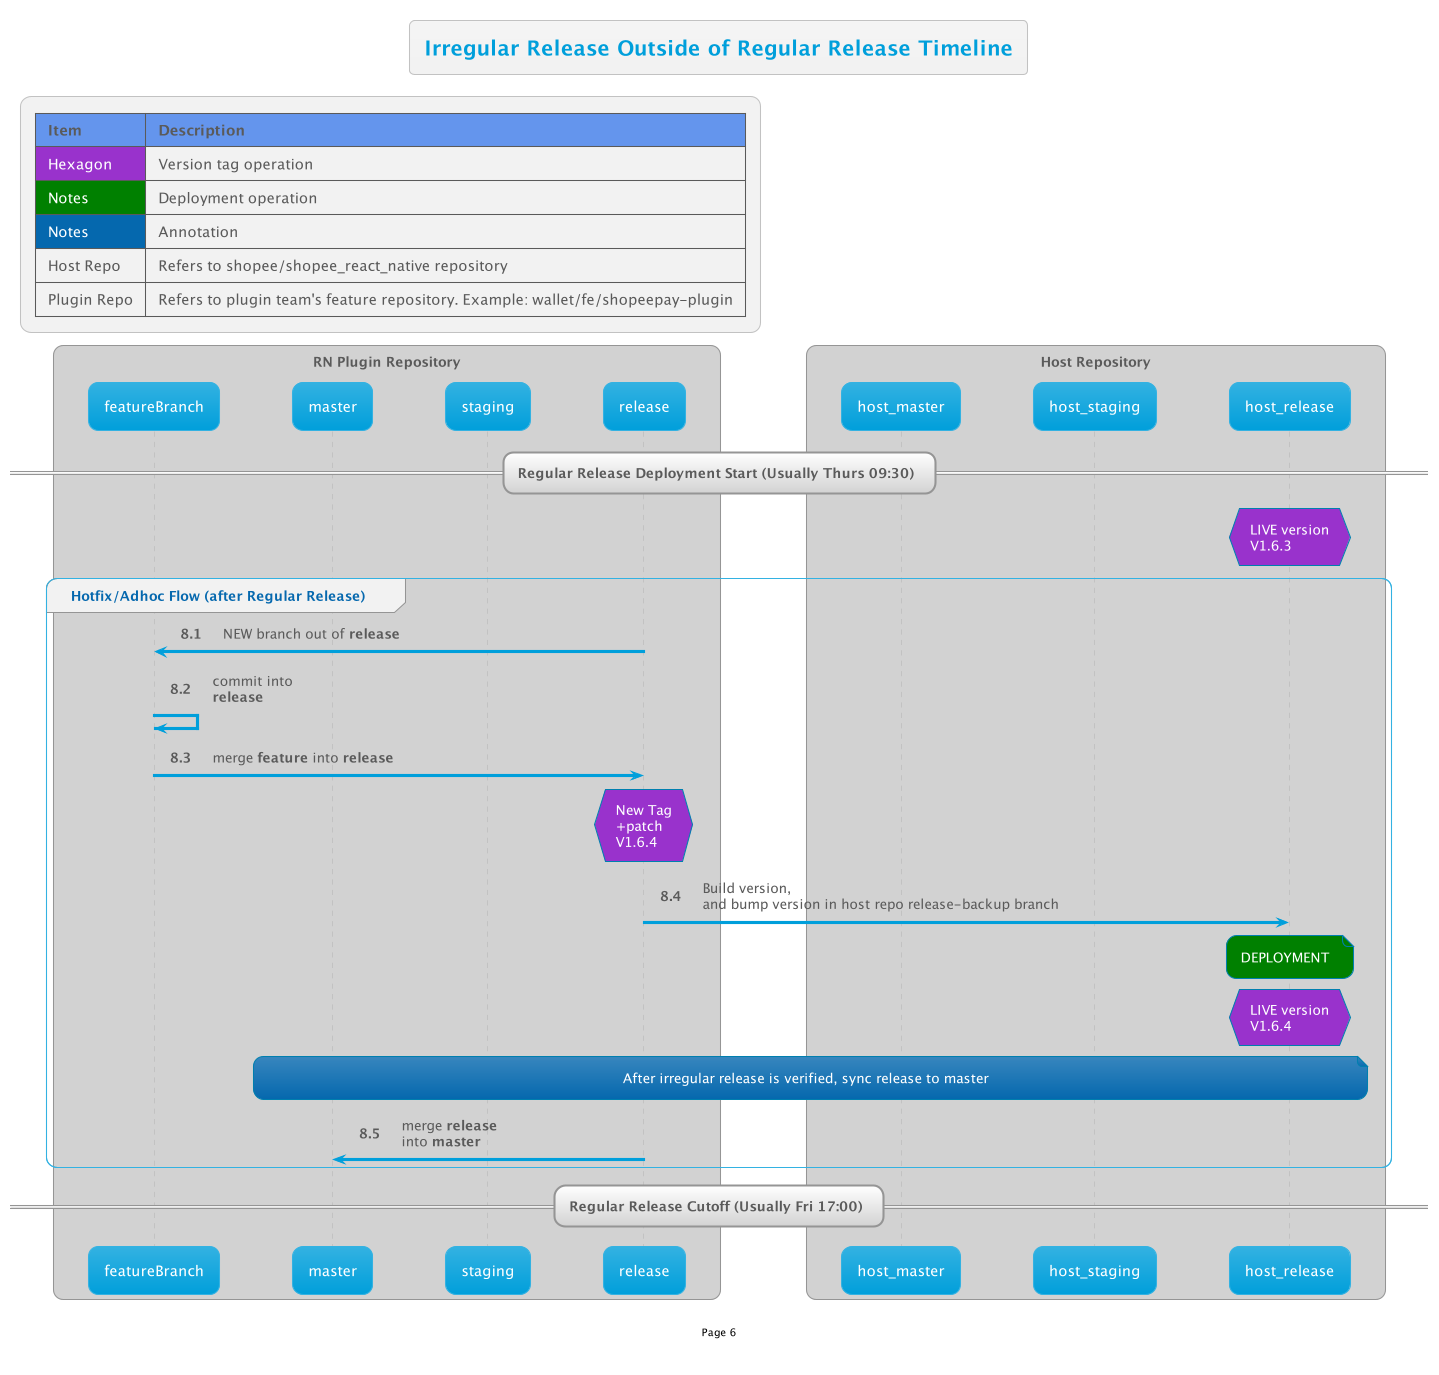 Irregular Release Outside of Regular Release Timeline
Item Description
Hexagon Version tag operation
Notes Deployment operation
Notes Annotation
Host Repo Refers to shopee/shopee_react_native repository
Plugin Repo Refers to plugin team's feature repository. Example: wallet/fe/shopeepay-plugin
RN Plugin Repository
Host Repository
featureBranch master staging release host_master host_staging host_release
Regular Release Deployment Start (Usually Thurs 09:30)
LIVE version
V1.6.3
Hotfix/Adhoc Flow (after Regular Release)
8.1 NEW branch out of release
8.2 commit into
release
8.3 merge feature into release
New Tag
+patch
V1.6.4
8.4 Build version,
and bump version in host repo release-backup branch
DEPLOYMENT
LIVE version
V1.6.4
After irregular release is verified, sync release to master
8.5 merge release
into master
Regular Release Cutoff (Usually Fri 17:00)
featureBranch master staging release host_master host_staging host_release
Page 6